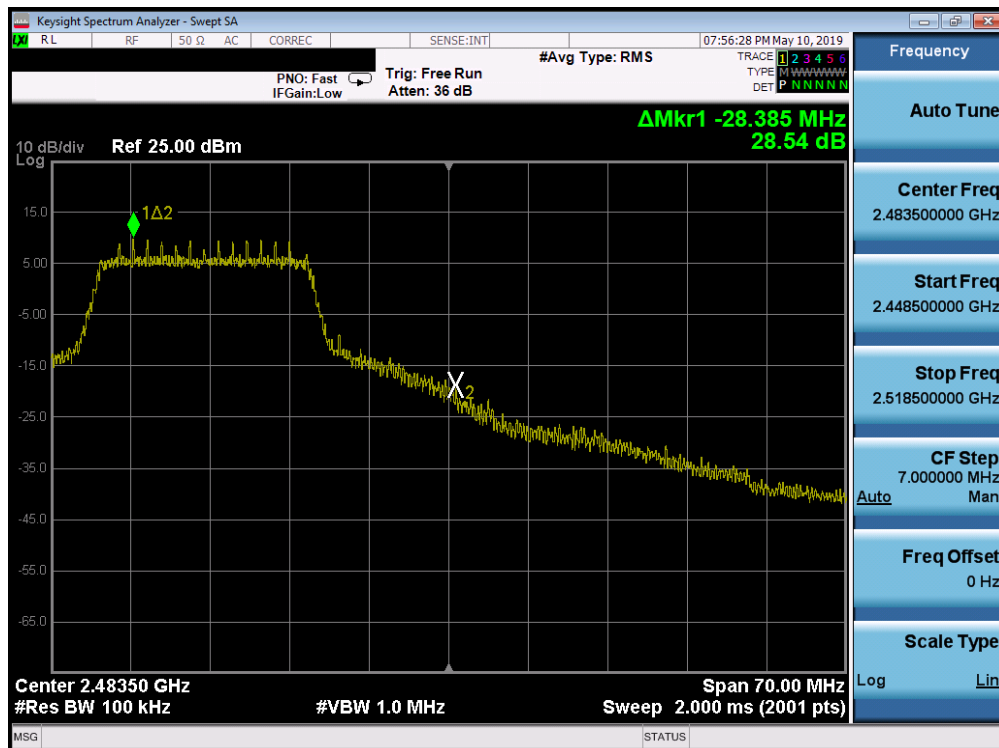 Keysight Spectrum Analyzer - Swept SA
LXI RL RF 50 Ω AC CORREC SENSE:INT 07:56:28 PM May 10, 2019
PNO: Fast
IFGain:Low
Trig: Free Run
Atten: 36 dB
#Avg Type: RMS
TRACE 1 2 3 4 5 6
TYPE M WWWWW
DET P N N N N N
ΔMkr1 -28.385 MHz
28.54 dB
10 dB/div Ref 25.00 dBm
Log
15.0
5.00
-5.00
-15.0
-25.0
-35.0
-45.0
-55.0
-65.0
1Δ2
X2
Center 2.48350 GHz
Span 70.00 MHz
#Res BW 100 kHz
#VBW 1.0 MHz
Sweep 2.000 ms (2001 pts)
MSG
STATUS
Frequency
Auto Tune
Center Freq
2.483500000 GHz
Start Freq
2.448500000 GHz
Stop Freq
2.518500000 GHz
CF Step
7.000000 MHz
Auto Man
Freq Offset
0 Hz
Scale Type
Log Lin